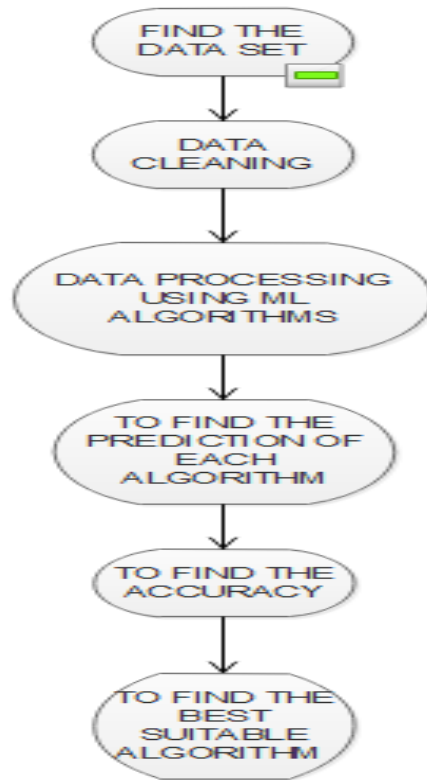 FIND THE
DATA SET
DATA
CLEANING
DATA PROCESSING
USING ML
ALGORITHMS
TO FIND THE
PREDICTION OF
EACH
ALGORITHM
TO FIND THE
ACCURACY
TO FIND THE
BEST
SUITABLE
ALGORITHM